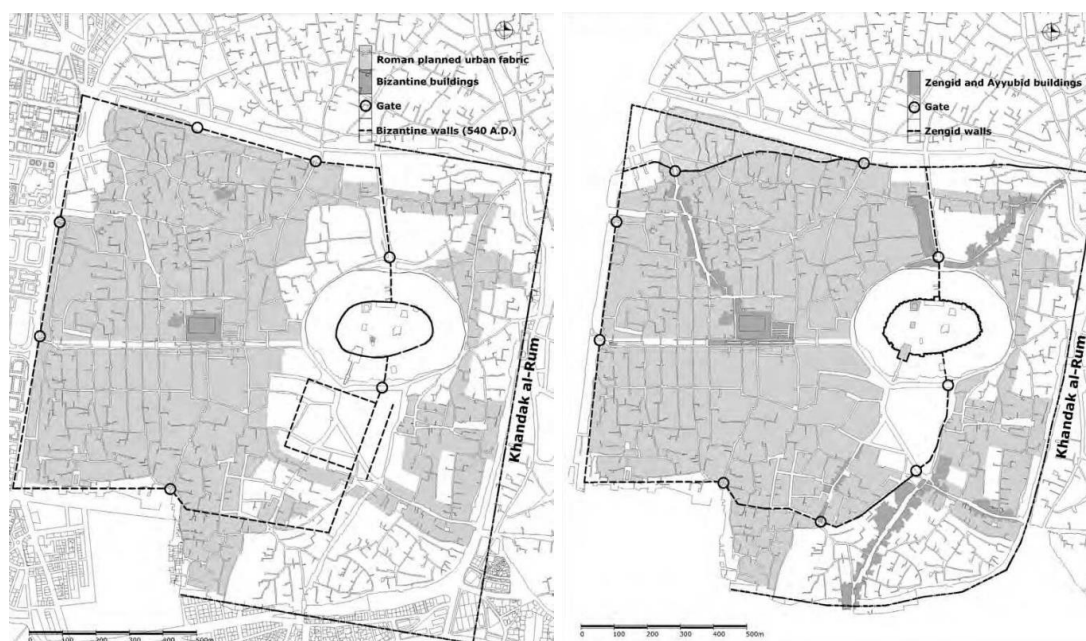 Roman planned urban fabric
Bizantine buildings
Gate
Bizantine walls (540 A.D.)
Khandak al-Rum
0 100 200 300 400 500m
Zengid and Ayyubid buildings
Gate
Zengid walls
Khandak al-Rum
0 100 200 300 400 500m